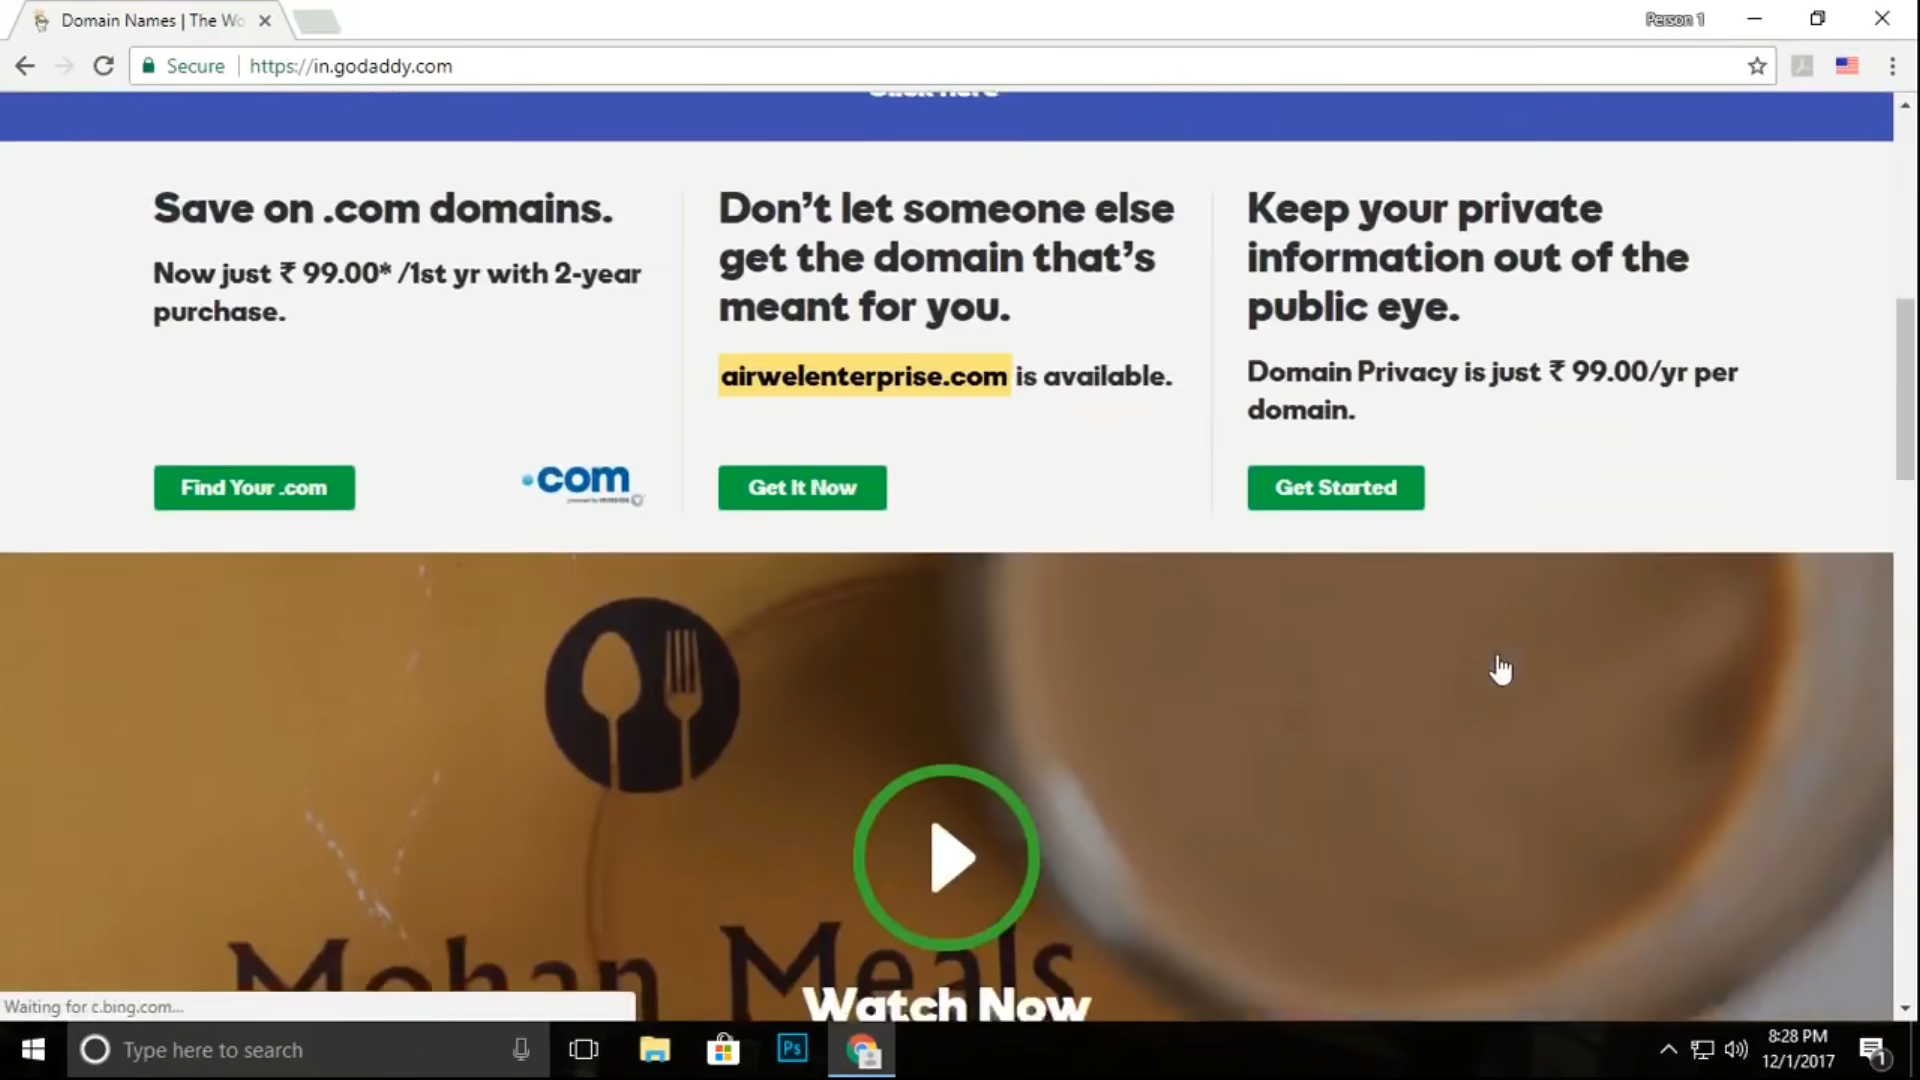 Domain Names | The Wo
Person 1
Secure
https://in.godaddy.com
Click here
Save on .com domains.
Now just ₹ 99.00* /1st yr with 2-year
purchase.
Find Your .com
.com
Don't let someone else
get the domain that's
meant for you.
airwelenterprise.com is available.
Get It Now
Keep your private
information out of the
public eye.
Domain Privacy is just ₹ 99.00/yr per
domain.
Get Started
Mohan Meals
Watch Now
Waiting for c.bing.com...
Type here to search
Ps
8:28 PM
12/1/2017
1